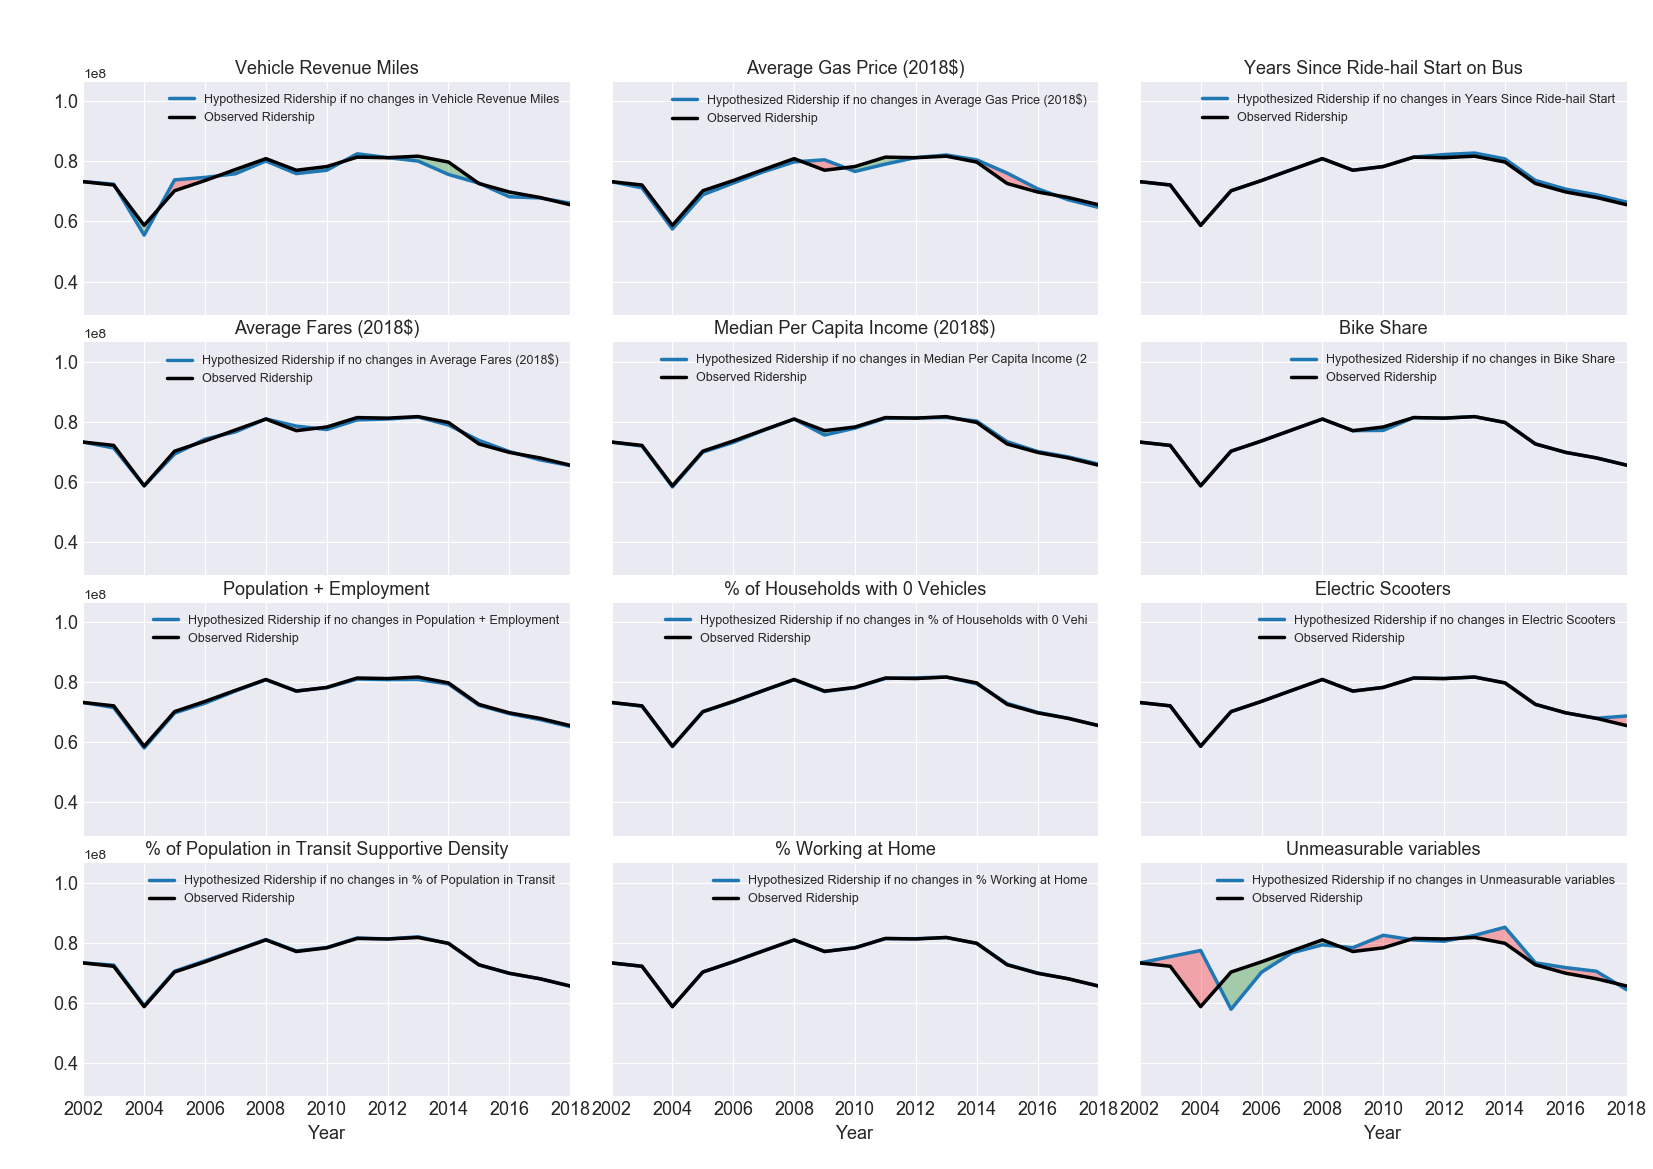 Vehicle Revenue Miles
1e8
1.0
0.8
0.6
0.4
Hypothesized Ridership if no changes in Vehicle Revenue Miles
Observed Ridership
Average Gas Price (2018$)
Hypothesized Ridership if no changes in Average Gas Price (2018$)
Observed Ridership
Years Since Ride-hail Start on Bus
Hypothesized Ridership if no changes in Years Since Ride-hail Start
Observed Ridership
Average Fares (2018$)
1e8
1.0
0.8
0.6
0.4
Hypothesized Ridership if no changes in Average Fares (2018$)
Observed Ridership
Median Per Capita Income (2018$)
Hypothesized Ridership if no changes in Median Per Capita Income (2
Observed Ridership
Bike Share
Hypothesized Ridership if no changes in Bike Share
Observed Ridership
Population + Employment
1e8
1.0
0.8
0.6
0.4
Hypothesized Ridership if no changes in Population + Employment
Observed Ridership
% of Households with 0 Vehicles
Hypothesized Ridership if no changes in % of Households with 0 Vehi
Observed Ridership
Electric Scooters
Hypothesized Ridership if no changes in Electric Scooters
Observed Ridership
% of Population in Transit Supportive Density
1e8
1.0
0.8
0.6
0.4
Hypothesized Ridership if no changes in % of Population in Transit
Observed Ridership
2002 2004 2006 2008 2010 2012 2014 2016 2018
Year
% Working at Home
Hypothesized Ridership if no changes in % Working at Home
Observed Ridership
2002 2004 2006 2008 2010 2012 2014 2016 2018
Year
Unmeasurable variables
Hypothesized Ridership if no changes in Unmeasurable variables
Observed Ridership
2002 2004 2006 2008 2010 2012 2014 2016 2018
Year